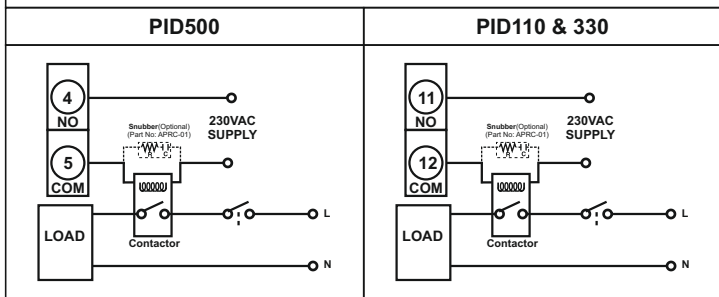 PID500
4
NO
5
COM
Snubber(Optional)
(Part No: APRC-01)
R C
230VAC
SUPPLY
LOAD
Contactor
L
N
PID110 & 330
11
NO
12
COM
Snubber(Optional)
(Part No: APRC-01)
R C
230VAC
SUPPLY
LOAD
Contactor
L
N